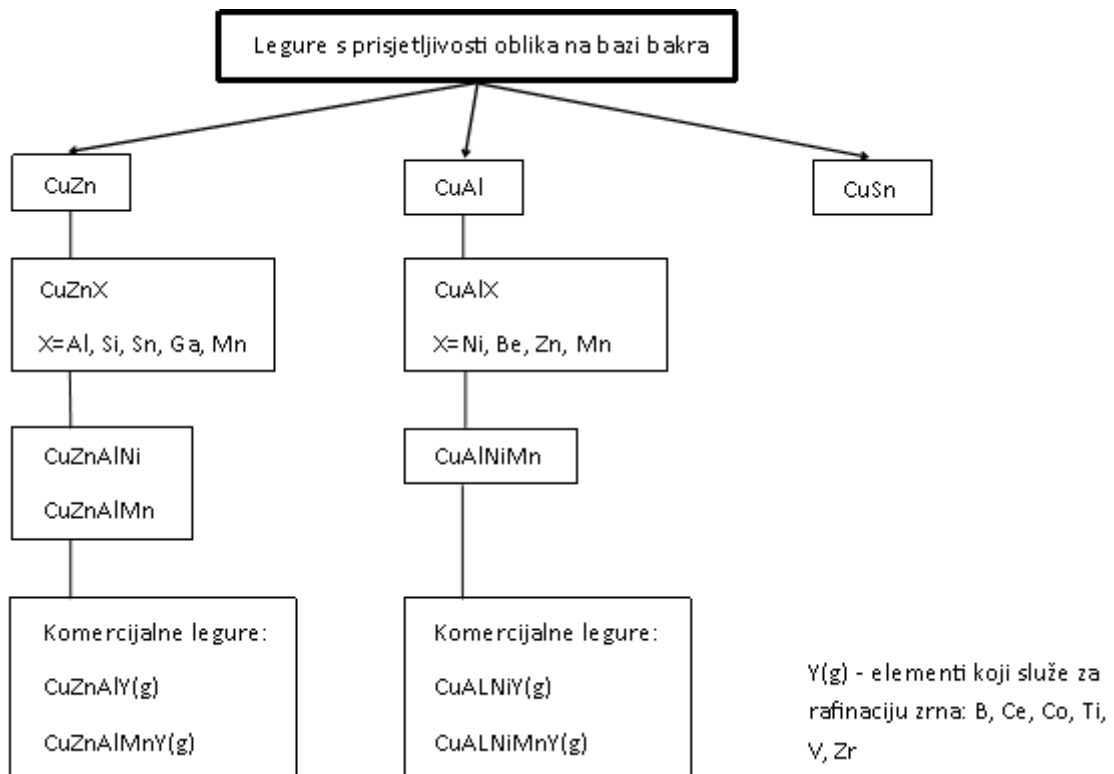 Legure s prisjetljivosti oblika na bazi bakra
CuZn
CuAl
CuSn
CuZnX
X=Al, Si, Sn, Ga, Mn
CuAlX
X=Ni, Be, Zn, Mn
CuZnAlNi
CuZnAlMn
CuAlNiMn
Komercijalne legure:
CuZnAlY(g)
CuZnAlMnY(g)
Komercijalne legure:
CuALNiY(g)
CuALNiMnY(g)
Y(g) - elementi koji služe za
rafinaciju zrna: B, Ce, Co, Ti,
V, Zr